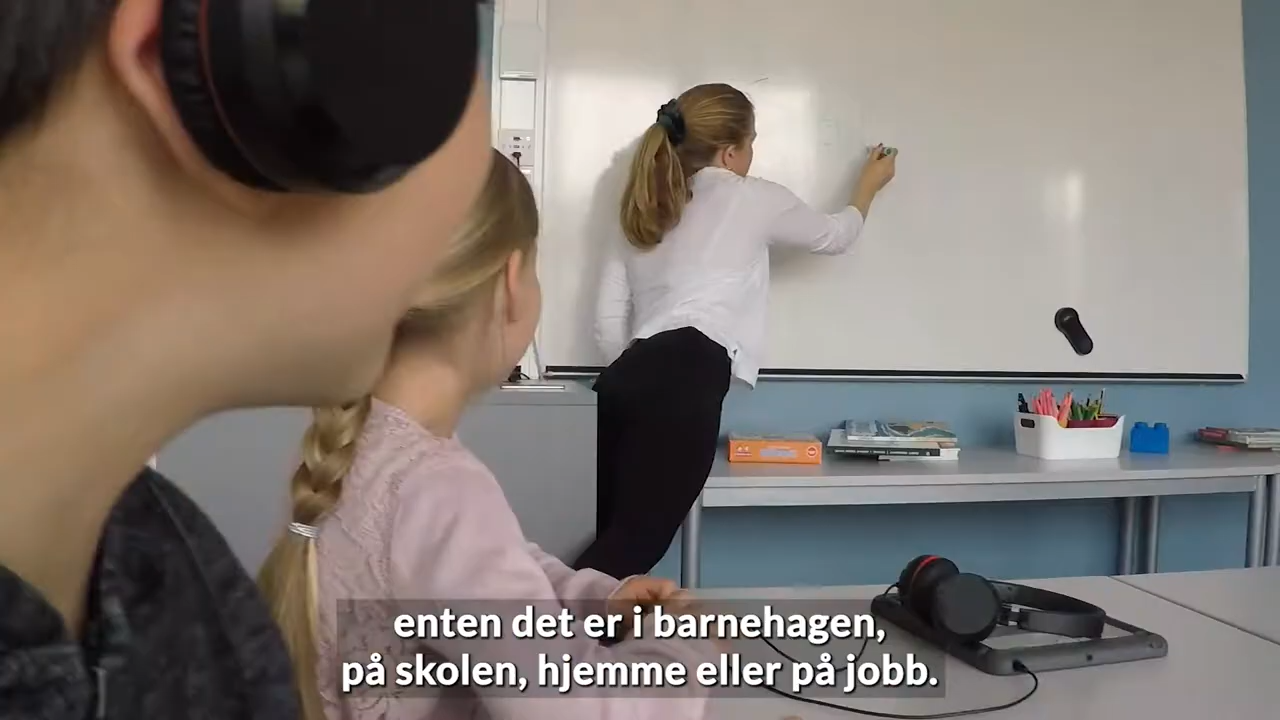 enten det er i barnehagen,
på skolen, hjemme eller på jobb.